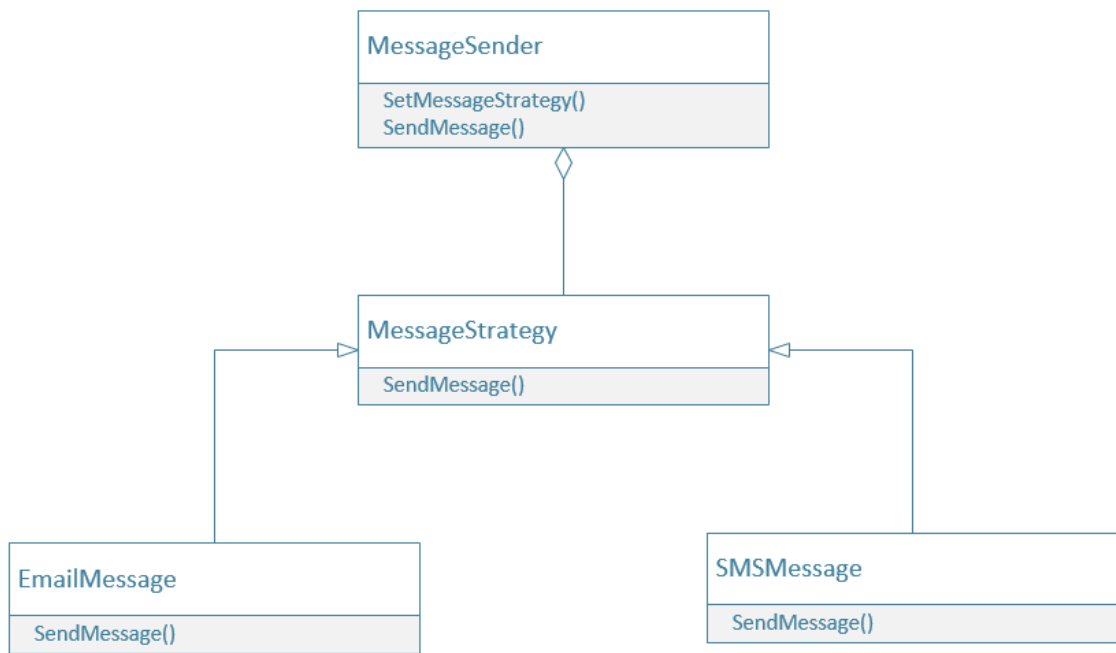 MessageSender
SetMessageStrategy()
SendMessage()
MessageStrategy
SendMessage()
EmailMessage
SendMessage()
SMSMessage
SendMessage()